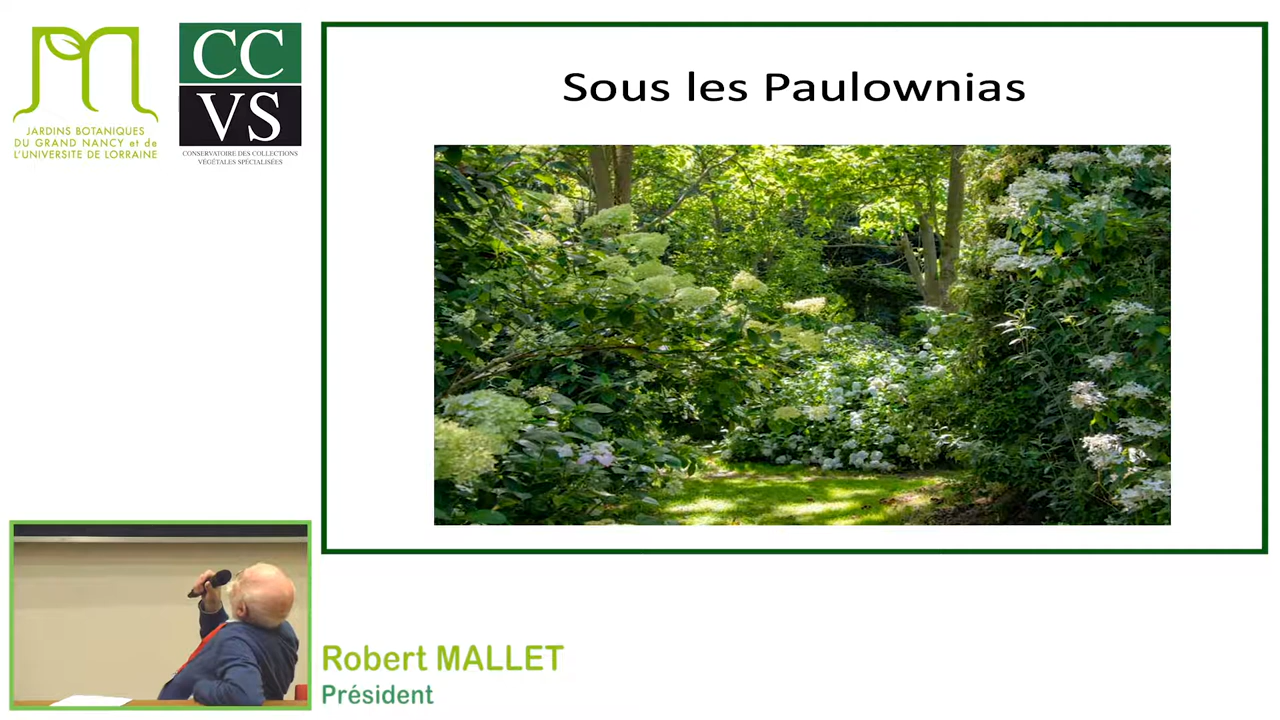 JARDINS BOTANIQUES
DU GRAND NANCY et de
L'UNIVERSITE DE LORRAINE
CC
VS
CONSERVATOIRE DES COLLECTIONS
VÉGÉTALES SPÉCIALISÉES
Sous les Paulownias
Robert MALLET
Président